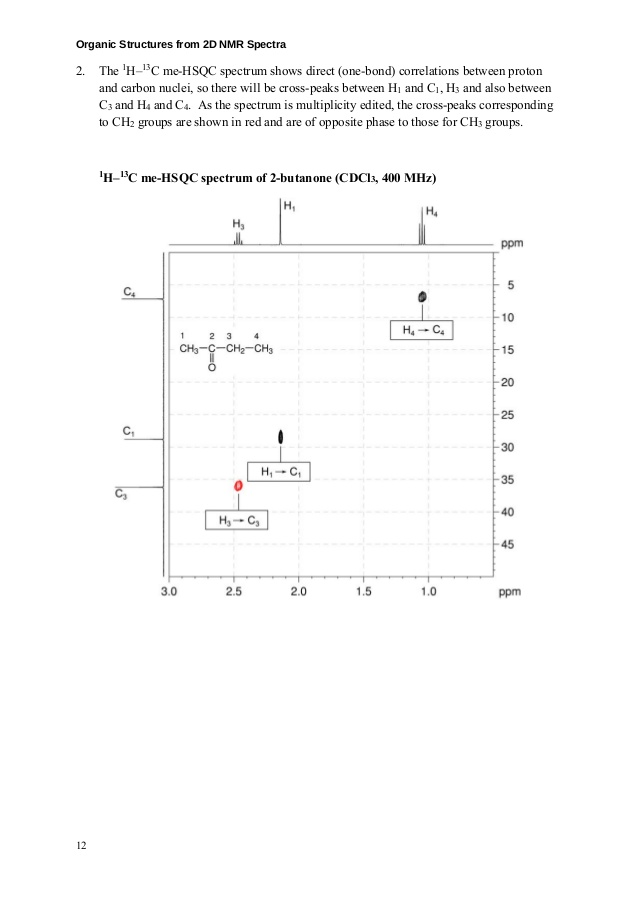 Organic Structures from 2D NMR Spectra
2. The ¹H–¹³C me-HSQC spectrum shows direct (one-bond) correlations between proton
and carbon nuclei, so there will be cross-peaks between H₁ and C₁, H₃ and also between
C₃ and H₄ and C₄. As the spectrum is multiplicity edited, the cross-peaks corresponding
to CH₂ groups are shown in red and are of opposite phase to those for CH₃ groups.
¹H–¹³C me-HSQC spectrum of 2-butanone (CDCl₃, 400 MHz)
H₃
H₁
H₄
ppm
C₄
5
10
H₄ → C₄
1 2 3 4
CH₃–C–CH₂–CH₃
O
15
20
25
C₁
30
H₁ → C₁
35
C₃
H₃ → C₃
40
45
3.0 2.5 2.0 1.5 1.0 ppm
12